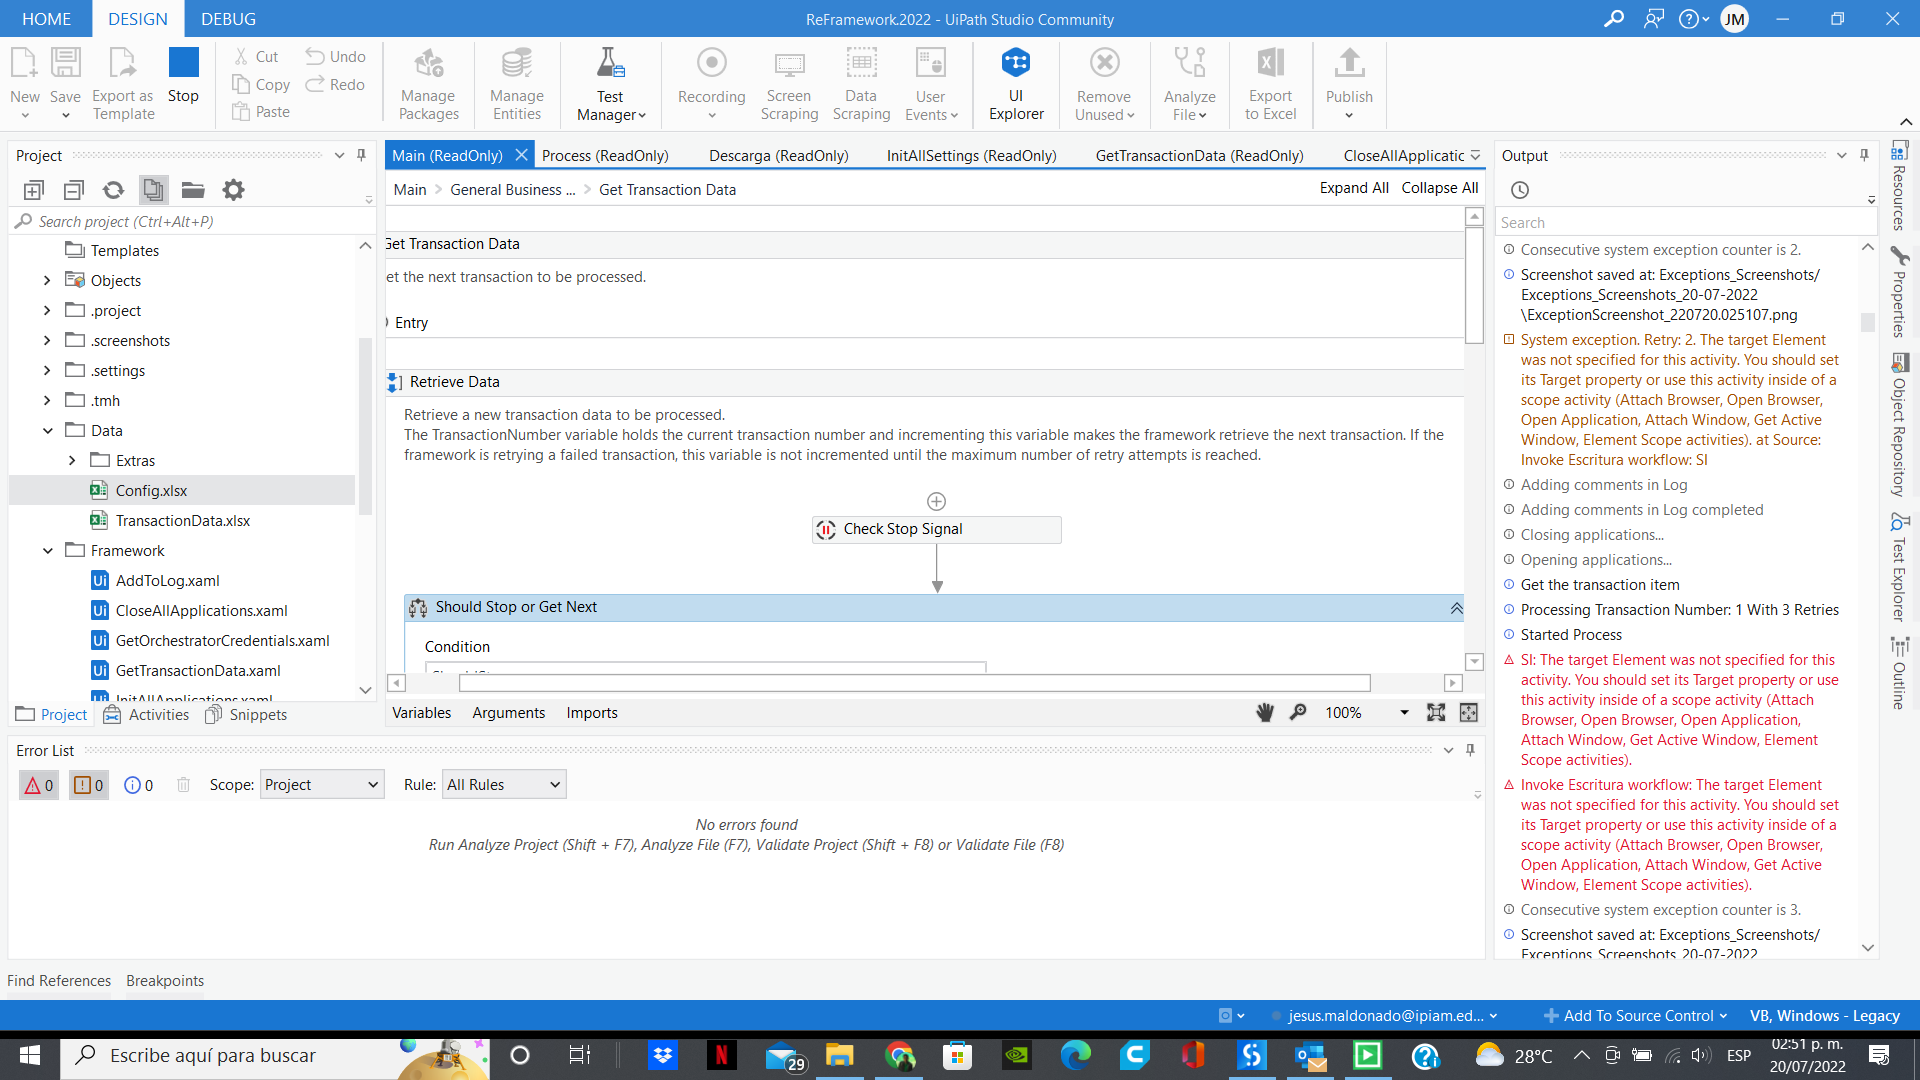 HOME DESIGN DEBUG
ReFramework.2022 - UiPath Studio Community
JM
New
Save
Export as
Template
Stop
Cut
Copy
Paste
Undo
Redo
Manage
Packages
Manage
Entities
Test
Manager
Recording
Screen
Scraping
Data
Scraping
User
Events
UI
Explorer
Remove
Unused
Analyze
File
Export
to Excel
Publish
Project
Search project (Ctrl+Alt+P)
Templates
Objects
.project
.screenshots
.settings
.tmh
Data
Extras
Config.xlsx
TransactionData.xlsx
Framework
AddToLog.xaml
CloseAllApplications.xaml
GetOrchestratorCredentials.xaml
GetTransactionData.xaml
InitAllApplications.xaml
Project Activities Snippets
Main (ReadOnly) Process (ReadOnly) Descarga (ReadOnly) InitAllSettings (ReadOnly) GetTransactionData (ReadOnly) CloseAllApplicatic
Main > General Business ... > Get Transaction Data
Expand All Collapse All
Get Transaction Data
et the next transaction to be processed.
Entry
Retrieve Data
Retrieve a new transaction data to be processed.
The TransactionNumber variable holds the current transaction number and incrementing this variable makes the framework retrieve the next transaction. If the
framework is retrying a failed transaction, this variable is not incremented until the maximum number of retry attempts is reached.
Check Stop Signal
Should Stop or Get Next
Condition
Variables Arguments Imports
100%
Error List
0 0 0
Scope: Project Rule: All Rules
No errors found
Run Analyze Project (Shift + F7), Analyze File (F7), Validate Project (Shift + F8) or Validate File (F8)
Find References Breakpoints
Output
Search
Consecutive system exception counter is 2.
Screenshot saved at: Exceptions_Screenshots/
Exceptions_Screenshots_20-07-2022
\ExceptionScreenshot_220720.025107.png
System exception. Retry: 2. The target Element
was not specified for this activity. You should set
its Target property or use this activity inside of a
scope activity (Attach Browser, Open Browser,
Open Application, Attach Window, Get Active
Window, Element Scope activities). at Source:
Invoke Escritura workflow: SI
Adding comments in Log
Adding comments in Log completed
Closing applications...
Opening applications...
Get the transaction item
Processing Transaction Number: 1 With 3 Retries
Started Process
SI: The target Element was not specified for this
activity. You should set its Target property or use
this activity inside of a scope activity (Attach
Browser, Open Browser, Open Application,
Attach Window, Get Active Window, Element
Scope activities).
Invoke Escritura workflow: The target Element
was not specified for this activity. You should set
its Target property or use this activity inside of a
scope activity (Attach Browser, Open Browser,
Open Application, Attach Window, Get Active
Window, Element Scope activities).
Consecutive system exception counter is 3.
Screenshot saved at: Exceptions_Screenshots/
Exceptions_Screenshots_20-07-2022
Resources
Properties
Object Repository
Test Explorer
Outline
jesus.maldonado@ipiam.ed... Add To Source Control VB, Windows - Legacy
Escribe aquí para buscar
29
28°C
ESP
02:51 p. m.
20/07/2022